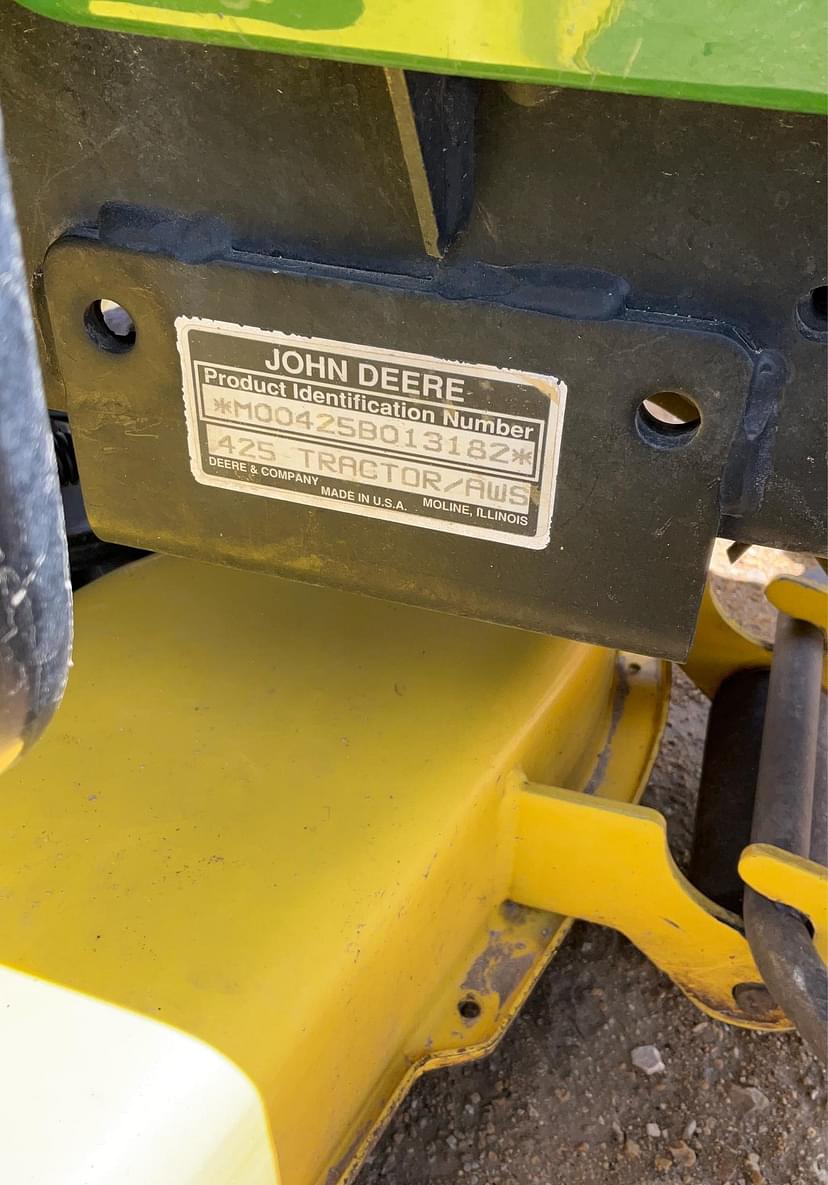 JOHN DEERE
Product Identification Number
*M00425B013182*
425 TRACTOR/AWS
DEERE & COMPANY MADE IN U.S.A. MOLINE, ILLINOIS